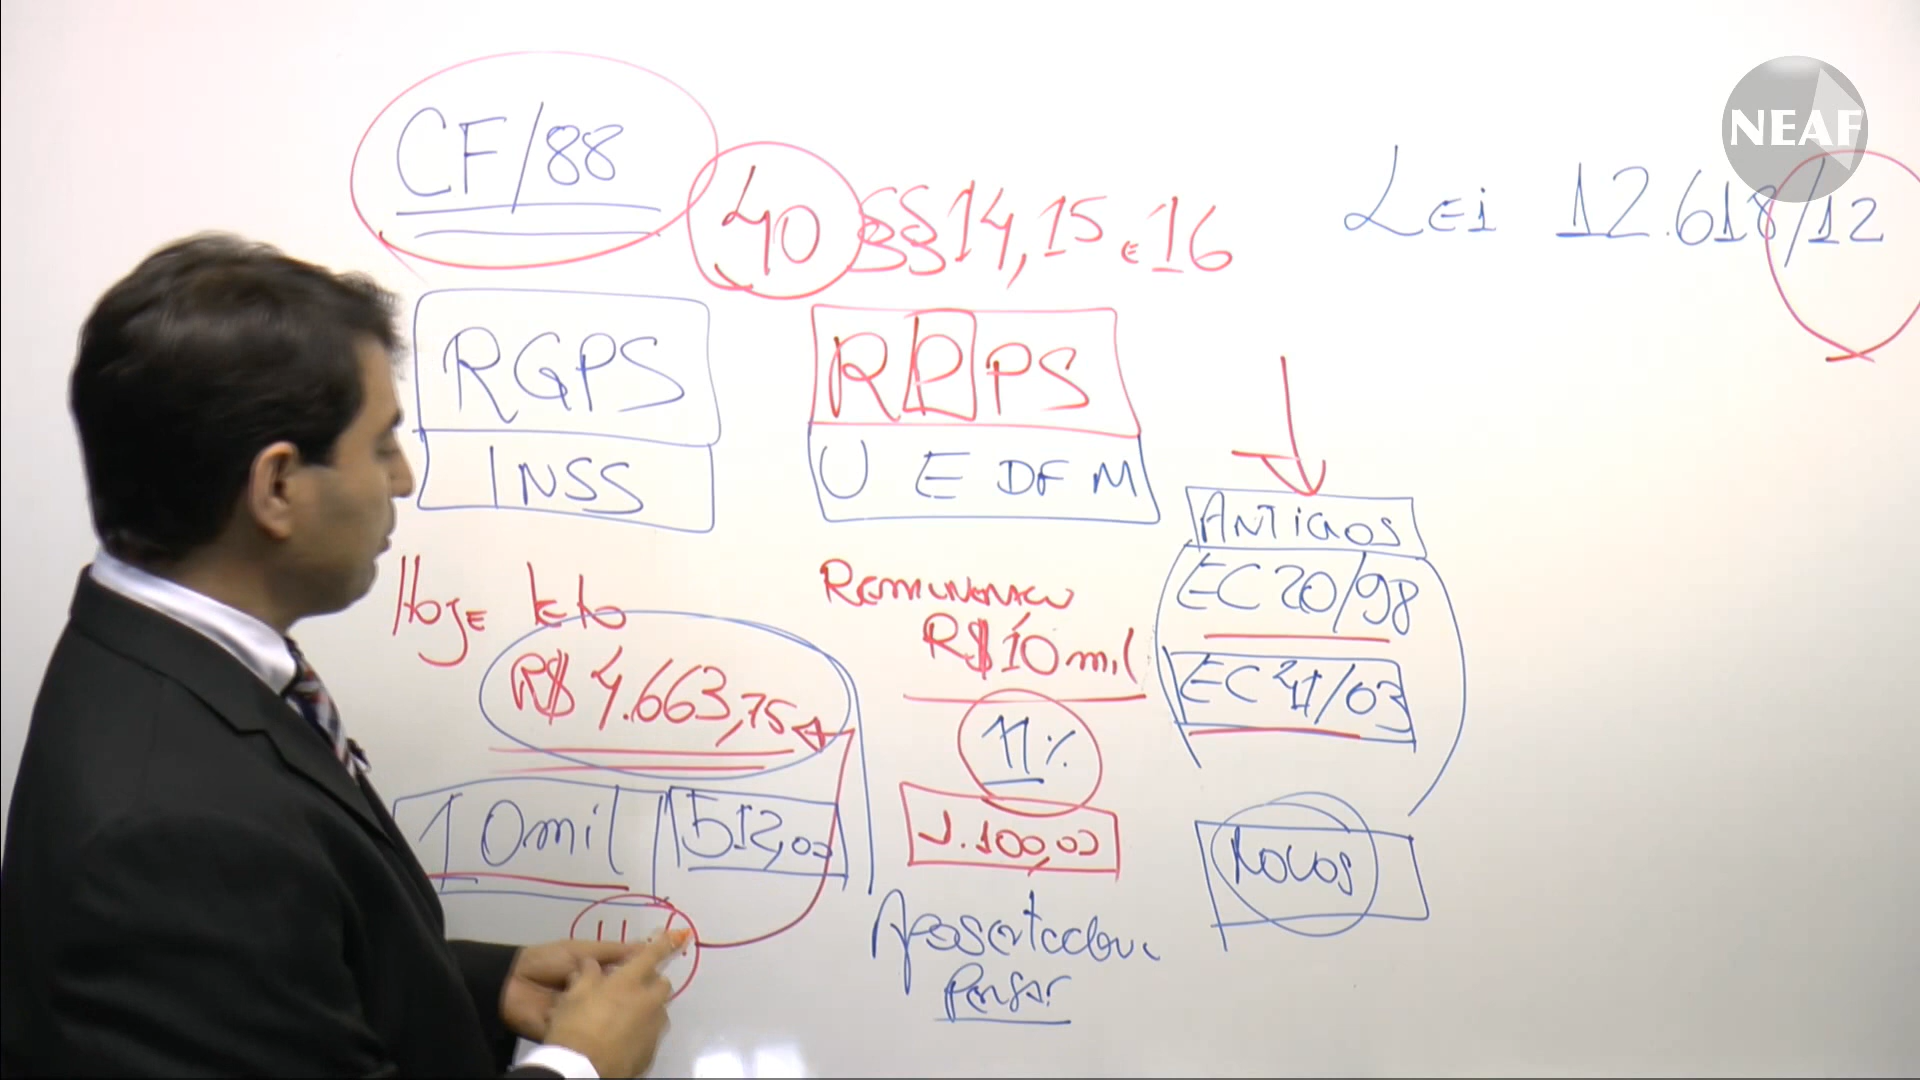 NEAF
CF/88
40 §§ 14, 15 e 16
Lei 12.618/12
RGPS
INSS
RPPS
U E DF M
ANTIGOS
EC 20/98
EC 41/03
NOVOS
Hoje teto
R$ 4.663,75
10mil 512,00
REMUNERAÇÃO
R$ 10 mil
11%
1.100,00
Aposentadoria
Pensão